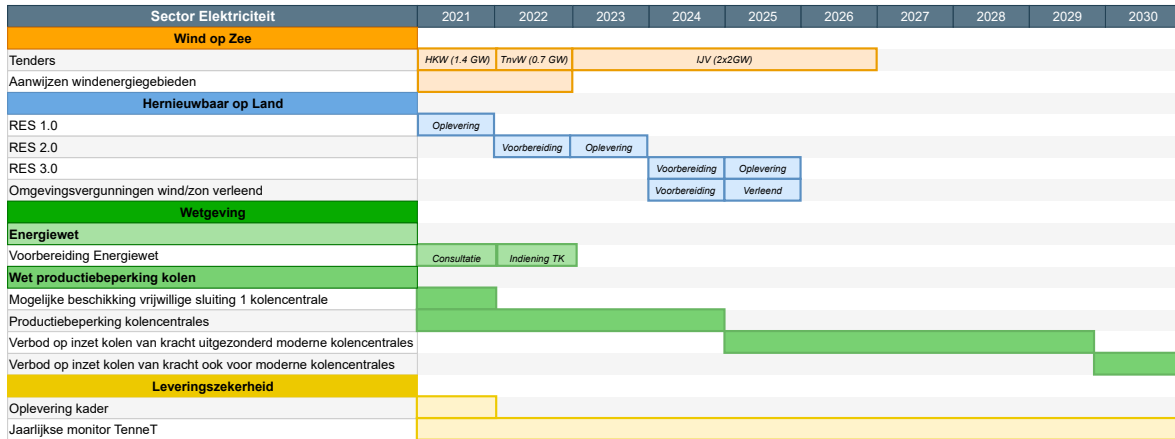 Sector Elektriciteit 2021 2022 2023 2024 2025 2026 2027 2028 2029 2030
Wind op Zee
Tenders HKW (1.4 GW) TnvW (0.7 GW) IJV (2x2GW)
Aanwijzen windenergiegebieden
Hernieuwbaar op Land
RES 1.0 Oplevering
RES 2.0 Voorbereiding Oplevering
RES 3.0 Voorbereiding Oplevering
Omgevingsvergunningen wind/zon verleend Voorbereiding Verleend
Wetgeving
Energiewet
Voorbereiding Energiewet Consultatie Indiening TK
Wet productiebeperking kolen
Mogelijke beschikking vrijwillige sluiting 1 kolencentrale
Productiebeperking kolencentrales
Verbod op inzet kolen van kracht uitgezonderd moderne kolencentrales
Verbod op inzet kolen van kracht ook voor moderne kolencentrales
Leveringszekerheid
Oplevering kader
Jaarlijkse monitor TenneT